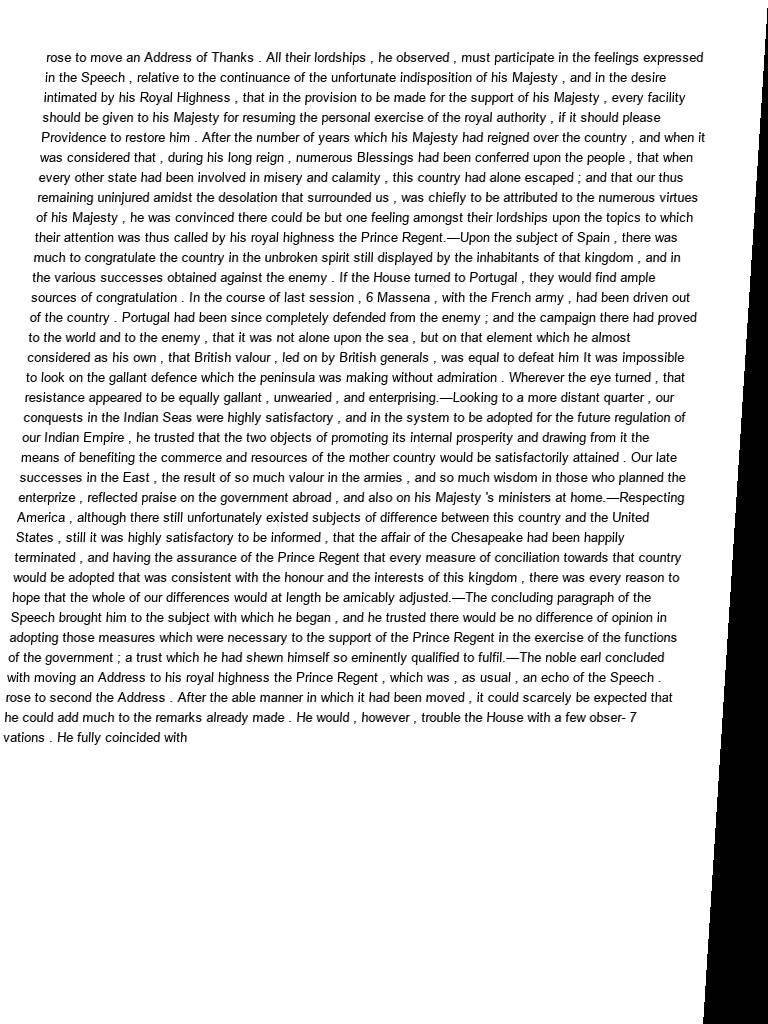 rose to move an Address of Thanks . All their lordships , he observed , must participate in the feelings expressed
in the Speech , relative to the continuance of the unfortunate indisposition of his Majesty , and in the desire
intimated by his Royal Highness , that in the provision to be made for the support of his Majesty , every facility
should be given to his Majesty for resuming the personal exercise of the royal authority , if it should please
Providence to restore him . After the number of years which his Majesty had reigned over the country , and when it
was considered that , during his long reign , numerous Blessings had been conferred upon the people , that when
every other state had been involved in misery and calamity , this country had alone escaped ; and that our thus
remaining uninjured amidst the desolation that surrounded us , was chiefly to be attributed to the numerous virtues
of his Majesty , he was convinced there could be but one feeling amongst their lordships upon the topics to which
their attention was thus called by his royal highness the Prince Regent.—Upon the subject of Spain , there was
much to congratulate the country in the unbroken spirit still displayed by the inhabitants of that kingdom , and in
the various successes obtained against the enemy . If the House turned to Portugal , they would find ample
sources of congratulation . In the course of last session , 6 Massena , with the French army , had been driven out
of the country . Portugal had been since completely defended from the enemy ; and the campaign there had proved
to the world and to the enemy , that it was not alone upon the sea , but on that element which he almost
considered as his own , that British valour , led on by British generals , was equal to defeat him It was impossible
to look on the gallant defence which the peninsula was making without admiration . Wherever the eye turned , that
resistance appeared to be equally gallant , unwearied , and enterprising.—Looking to a more distant quarter , our
conquests in the Indian Seas were highly satisfactory , and in the system to be adopted for the future regulation of
our Indian Empire , he trusted that the two objects of promoting its internal prosperity and drawing from it the
means of benefiting the commerce and resources of the mother country would be satisfactorily attained . Our late
successes in the East , the result of so much valour in the armies , and so much wisdom in those who planned the
enterprize , reflected praise on the government abroad , and also on his Majesty 's ministers at home.—Respecting
America , although there still unfortunately existed subjects of difference between this country and the United
States , still it was highly satisfactory to be informed , that the affair of the Chesapeake had been happily
terminated , and having the assurance of the Prince Regent that every measure of conciliation towards that country
would be adopted that was consistent with the honour and the interests of this kingdom , there was every reason to
hope that the whole of our differences would at length be amicably adjusted.—The concluding paragraph of the
Speech brought him to the subject with which he began , and he trusted there would be no difference of opinion in
adopting those measures which were necessary to the support of the Prince Regent in the exercise of the functions
of the government ; a trust which he had shewn himself so eminently qualified to fulfil.—The noble earl concluded
with moving an Address to his royal highness the Prince Regent , which was , as usual , an echo of the Speech .
rose to second the Address . After the able manner in which it had been moved , it could scarcely be expected that
he could add much to the remarks already made . He would , however , trouble the House with a few obser- 7
vations . He fully coincided with